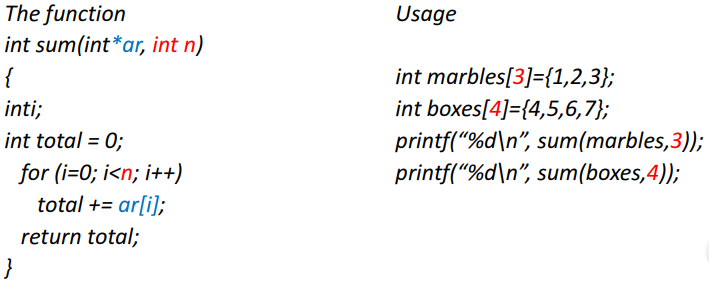 The function
int sum(int*ar, int n)
{
inti;
int total = 0;
for (i=0; i<n; i++)
total += ar[i];
return total;
}
Usage
int marbles[3]={1,2,3};
int boxes[4]={4,5,6,7};
printf(“%d\n”, sum(marbles,3));
printf(“%d\n”, sum(boxes,4));